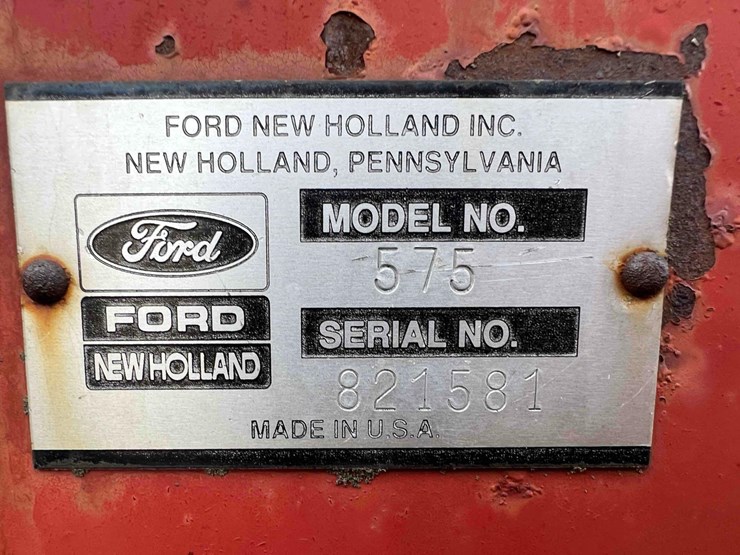 FORD NEW HOLLAND INC.
NEW HOLLAND, PENNSYLVANIA
Ford
FORD
NEW HOLLAND
MODEL NO.
575
SERIAL NO.
821581
MADE IN U.S.A.